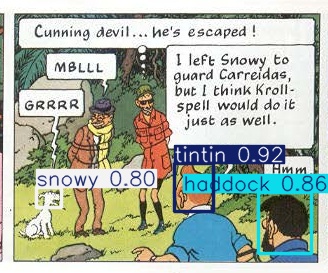 Cunning devil... he's escaped !
MBLLL
GRRRR
I left Snowy to
guard Carreidas,
but I think Kroll-
spell would do it
just as well.
tintin 0.92
Hmm
snowy 0.80
haddock 0.86